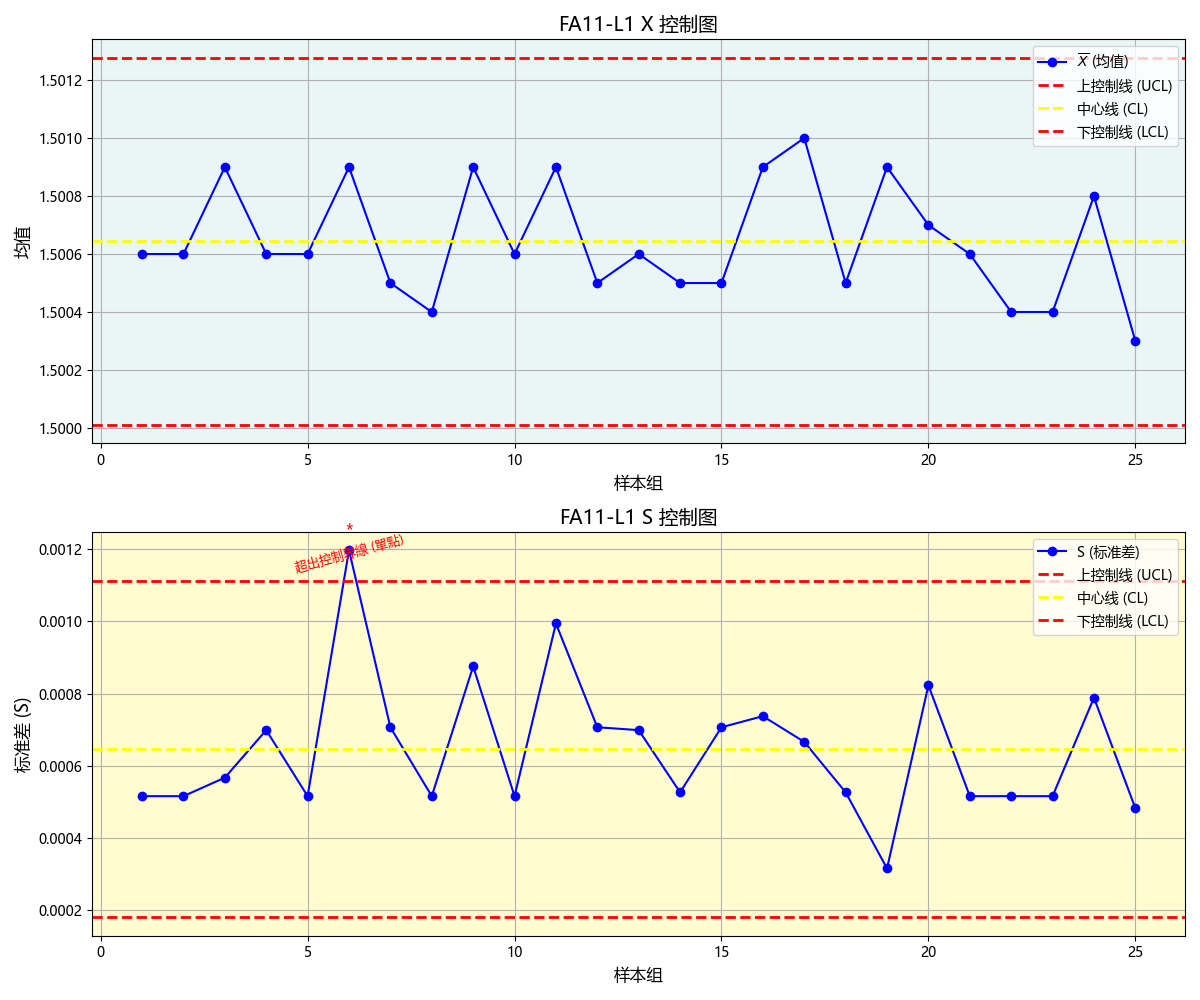 FA11-L1 X 控制图
均值
1.5012
1.5010
1.5008
1.5006
1.5004
1.5002
1.5000
X̅ (均值)
上控制线 (UCL)
中心线 (CL)
下控制线 (LCL)
0 5 10 15 20 25
样本组
FA11-L1 S 控制图
标准差 (S)
0.0012
0.0010
0.0008
0.0006
0.0004
0.0002
*
超出控制界線 (單點)
S (标准差)
上控制线 (UCL)
中心线 (CL)
下控制线 (LCL)
0 5 10 15 20 25
样本组